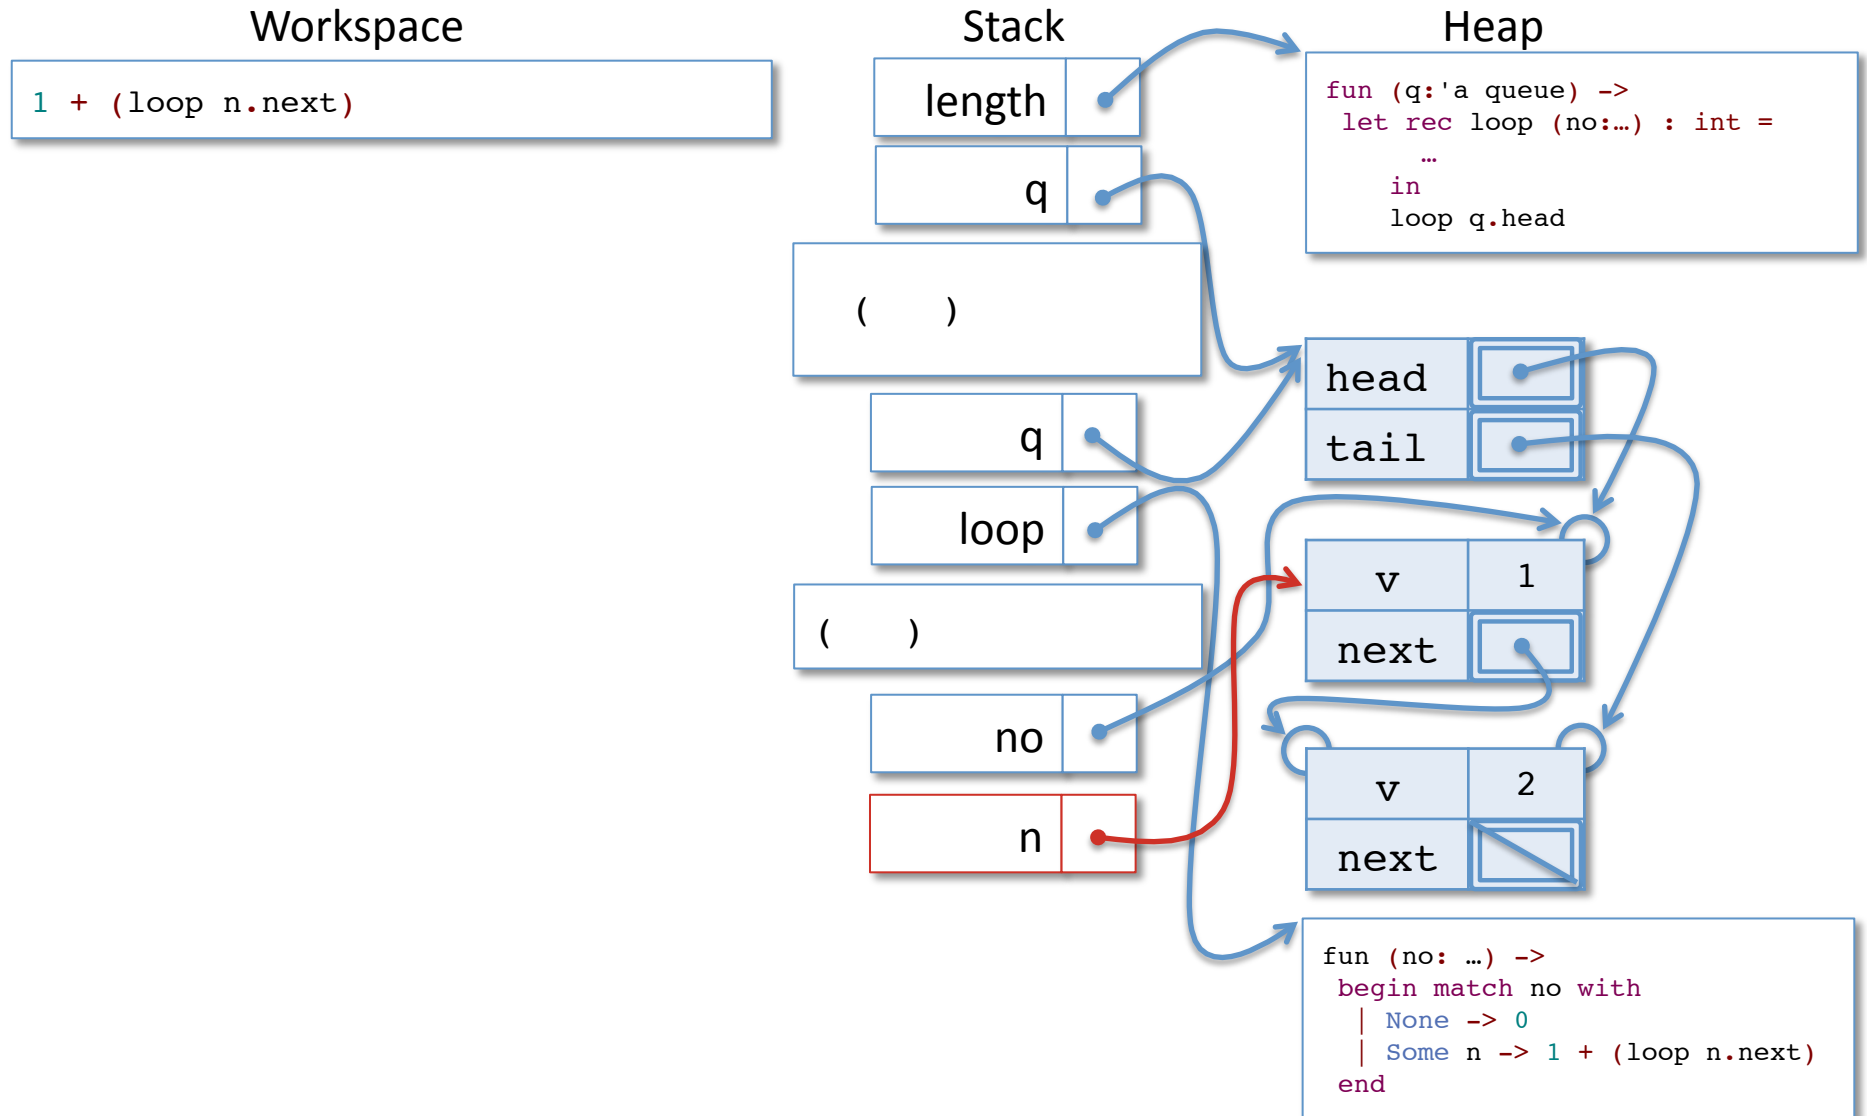 Workspace
Stack
Heap
1 + (loop n.next)
length
q
(    )
q
loop
(    )
no
n
fun (q:'a queue) ->
let rec loop (no:…) : int =
…
in
loop q.head
head
tail
v 1
next
v 2
next
fun (no: …) ->
begin match no with
| None -> 0
| Some n -> 1 + (loop n.next)
end